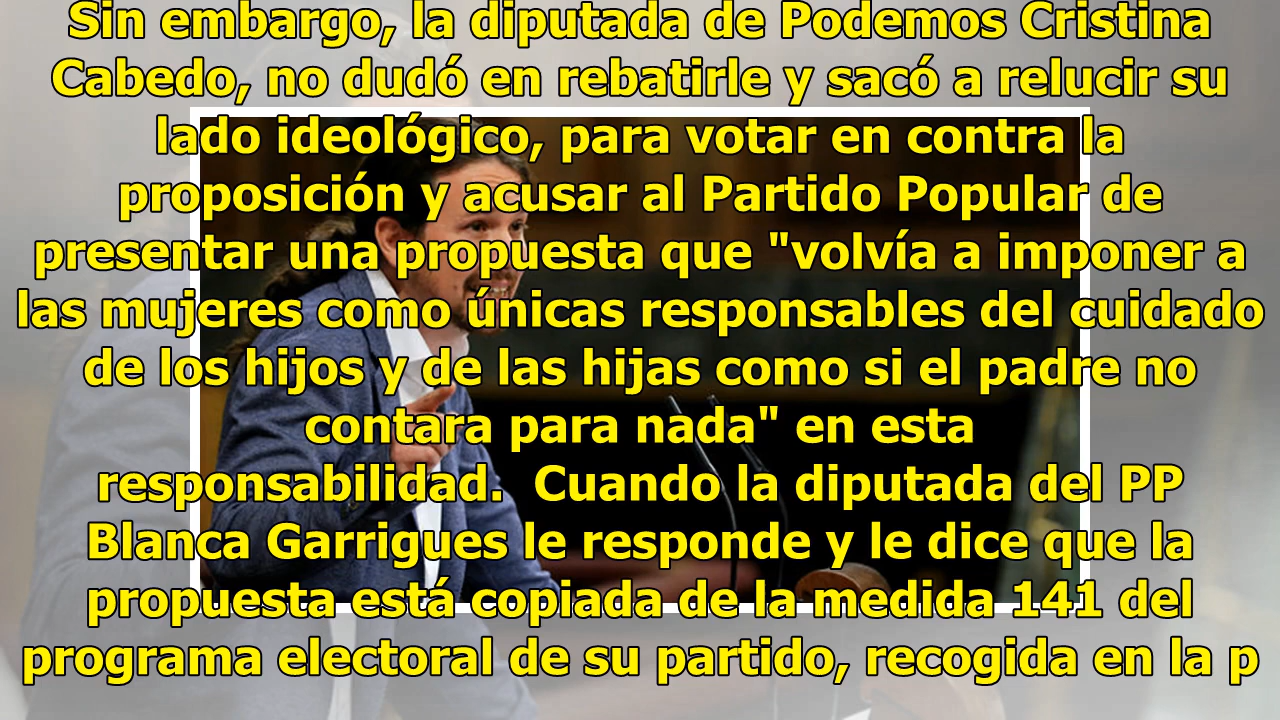 Sin embargo, la diputada de Podemos Cristina
Cabedo, no dudó en rebatirle y sacó a relucir su
lado ideológico, para votar en contra la
proposición y acusar al Partido Popular de
presentar una propuesta que "volvía a imponer a
las mujeres como únicas responsables del cuidado
de los hijos y de las hijas como si el padre no
contara para nada" en esta
responsabilidad.  Cuando la diputada del PP
Blanca Garrigues le responde y le dice que la
propuesta está copiada de la medida 141 del
programa electoral de su partido, recogida en la p